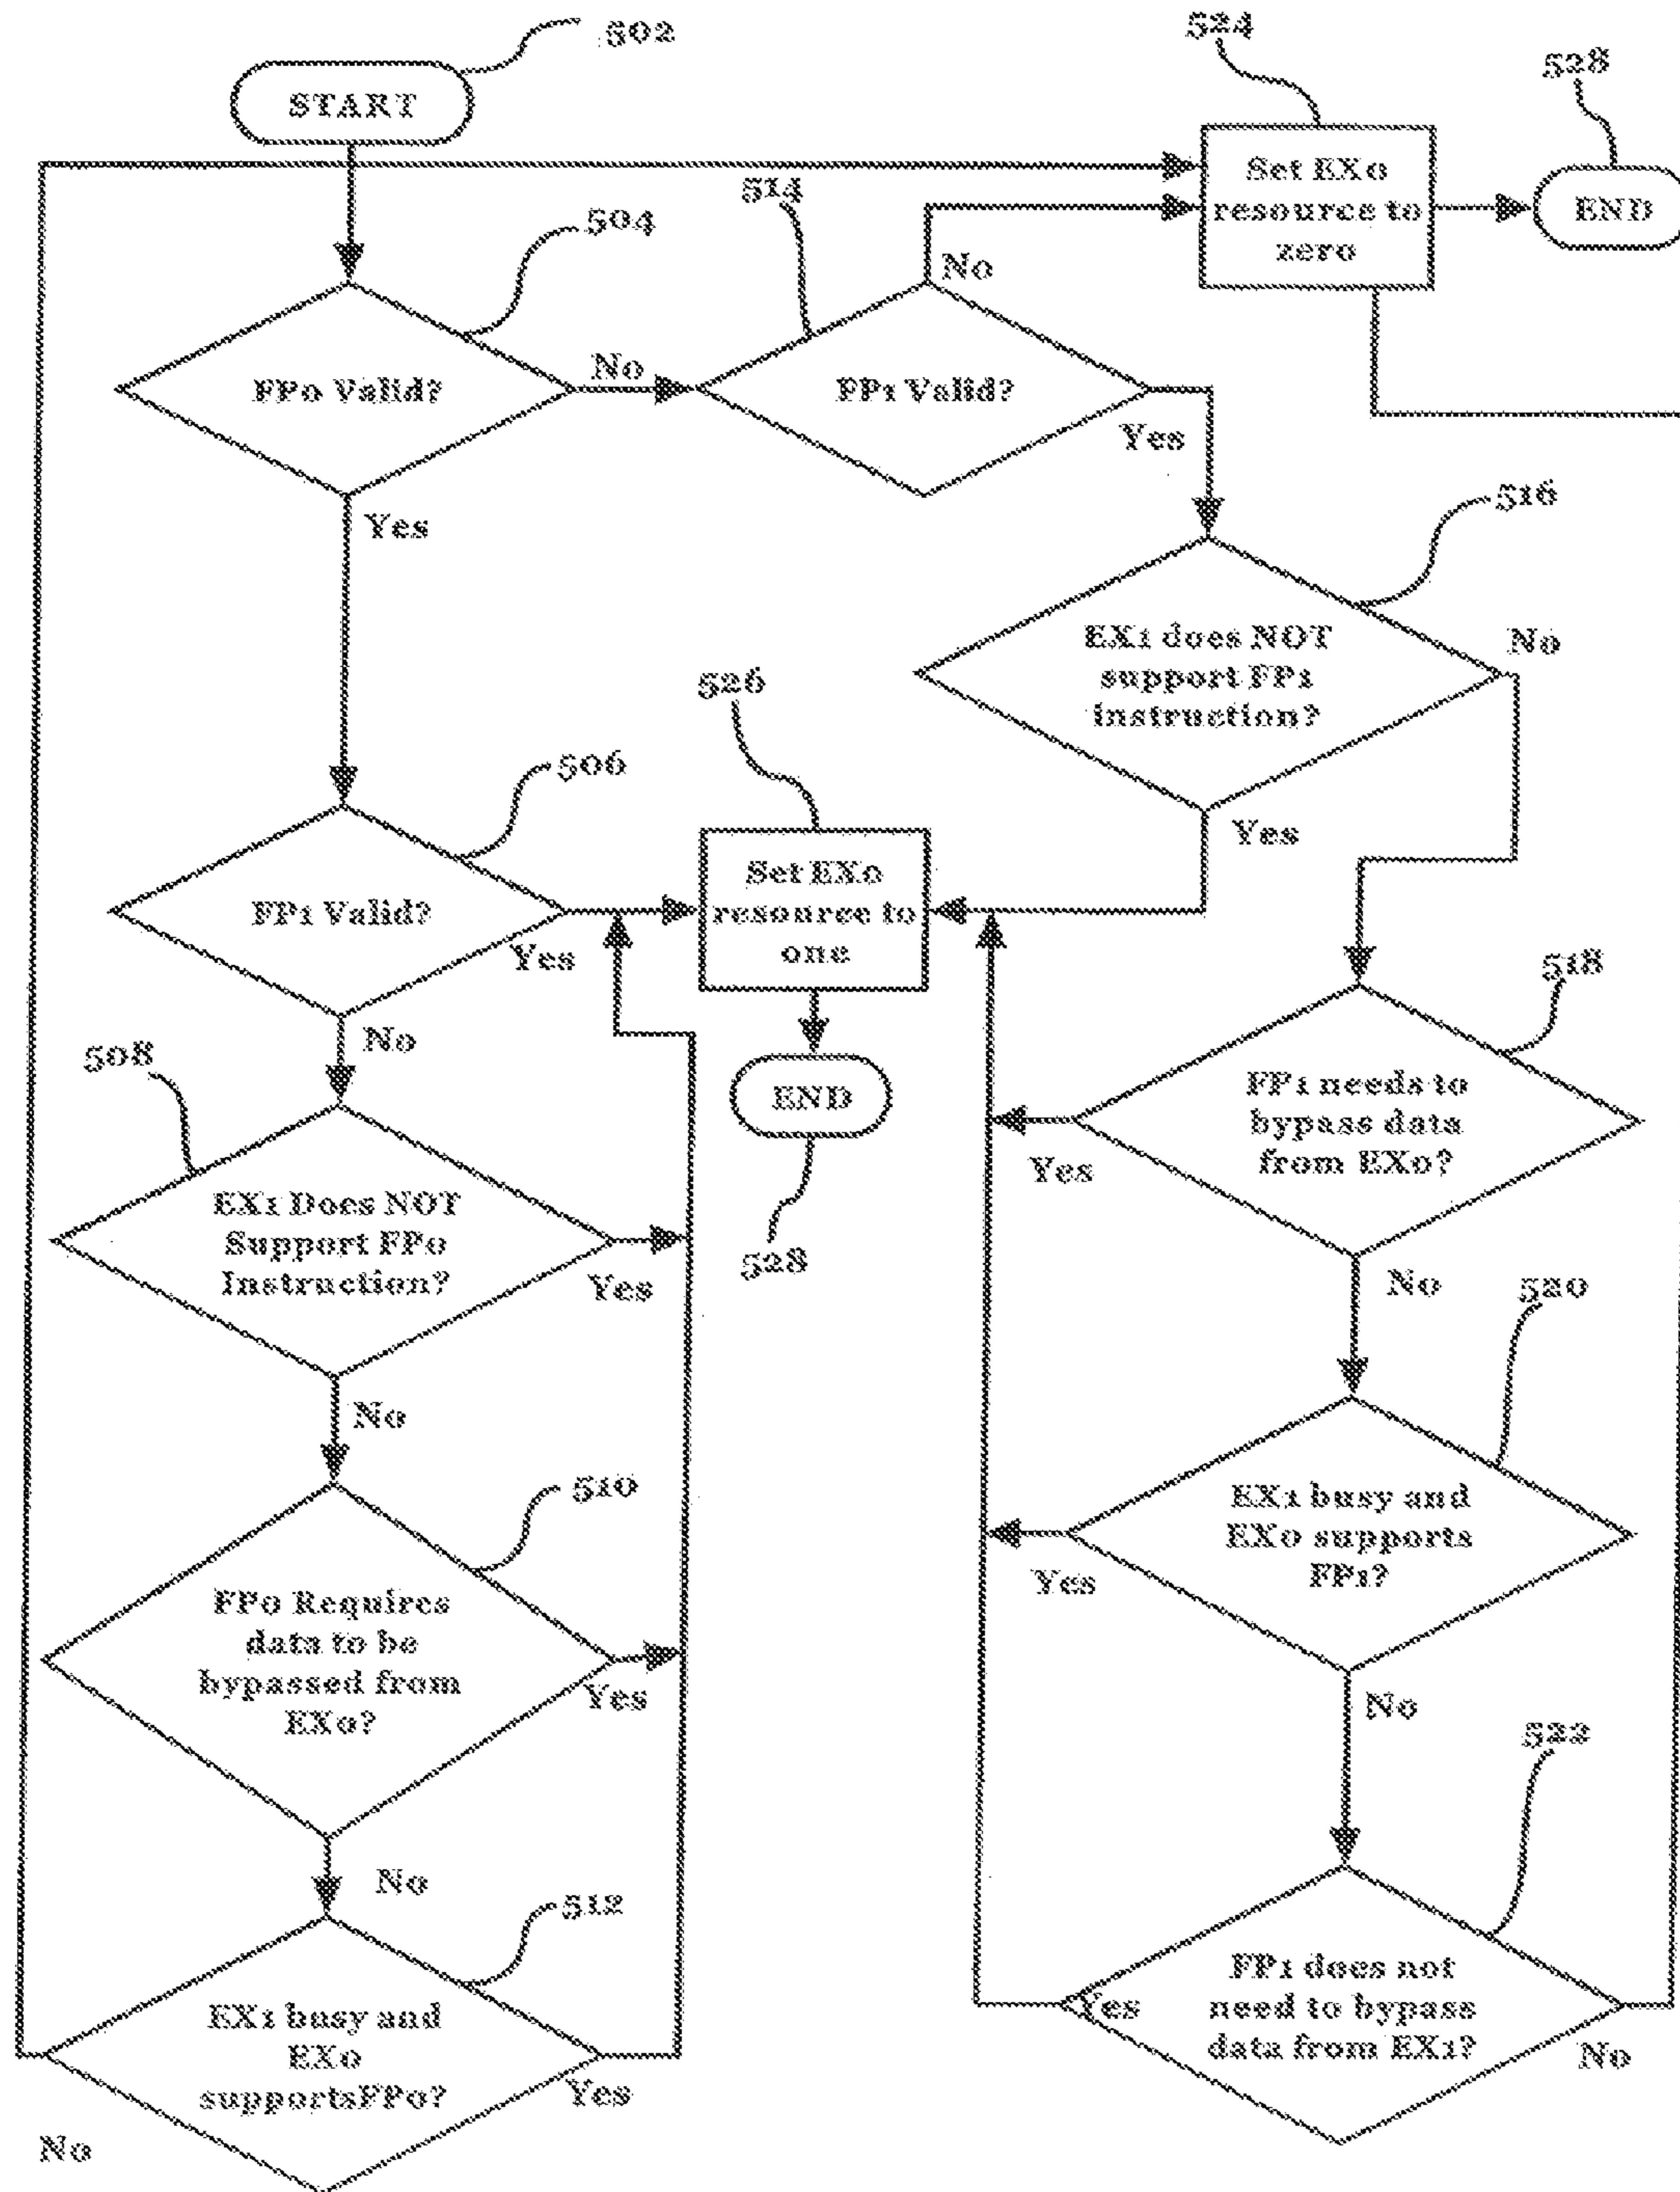 502
START
524
Set EX0
resource to
zero
528
END
504
FP0 Valid?
No
Yes
514
FP1 Valid?
No
Yes
516
EX1 does NOT
support FP1
instruction?
No
Yes
506
FP1 Valid?
Yes
No
526
Set EX0
resource to
one
END
528
508
EX1 Does NOT
Support FP0
Instruction?
Yes
No
518
FP1 needs to
bypass data
from EX0?
Yes
No
510
FP0 Requires
data to be
bypassed from
EX0?
Yes
No
520
EX1 busy and
EX0 supports
FP1?
Yes
No
512
EX1 busy and
EX0
supportsFP0?
Yes
No
522
FP1 does not
need to bypass
data from EX1?
Yes
No